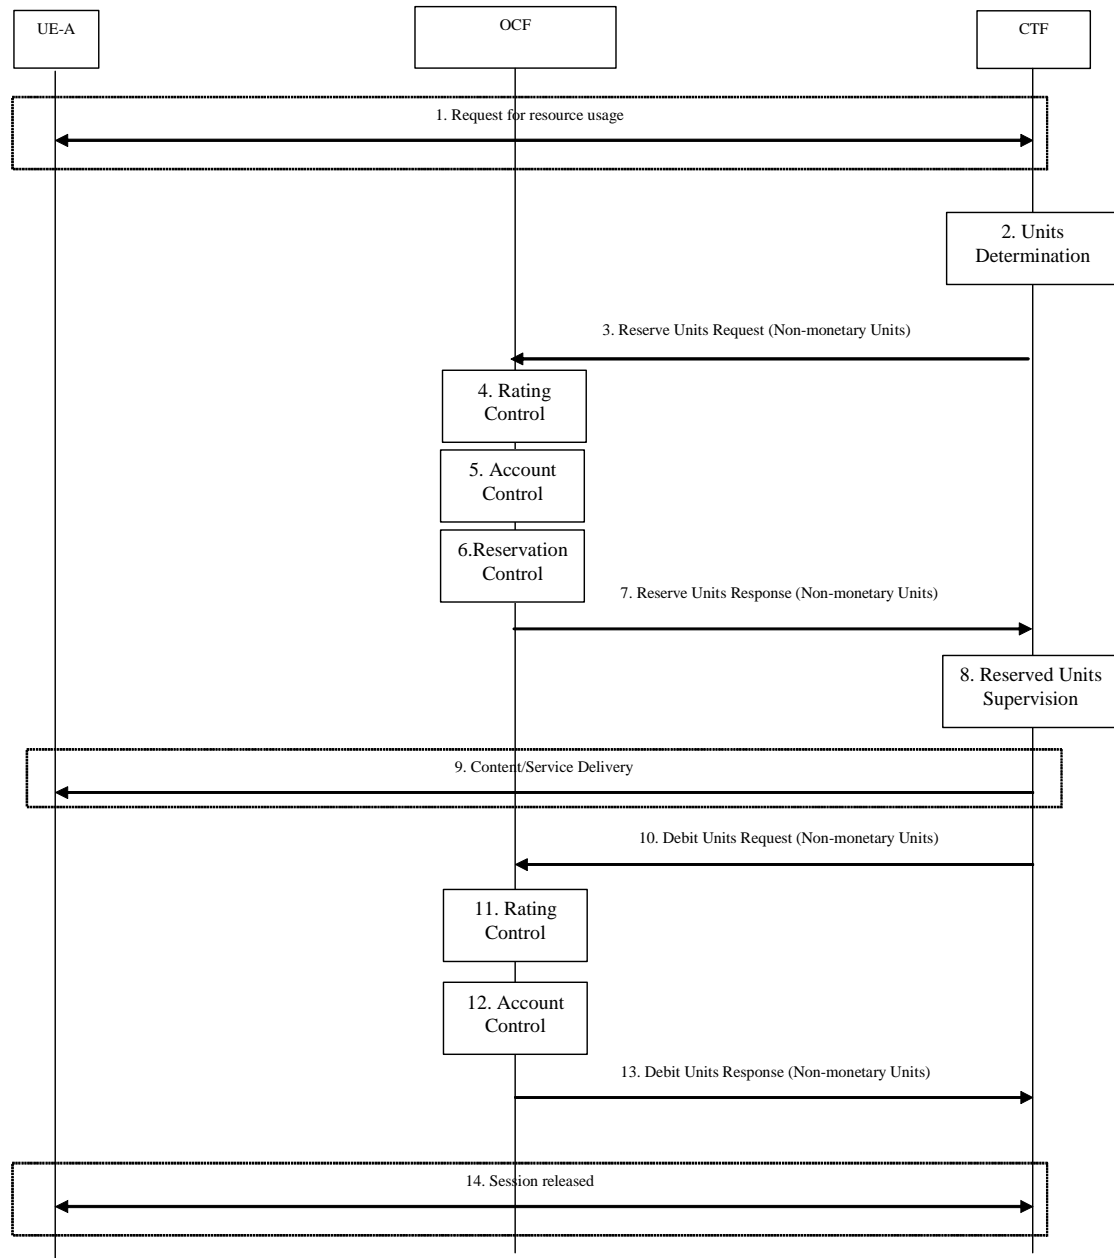 UE-A
OCF
CTF
1. Request for resource usage
2. Units
Determination
3. Reserve Units Request (Non-monetary Units)
4. Rating
Control
5. Account
Control
6.Reservation
Control
7. Reserve Units Response (Non-monetary Units)
8. Reserved Units
Supervision
9. Content/Service Delivery
10. Debit Units Request (Non-monetary Units)
11. Rating
Control
12. Account
Control
13. Debit Units Response (Non-monetary Units)
14. Session released